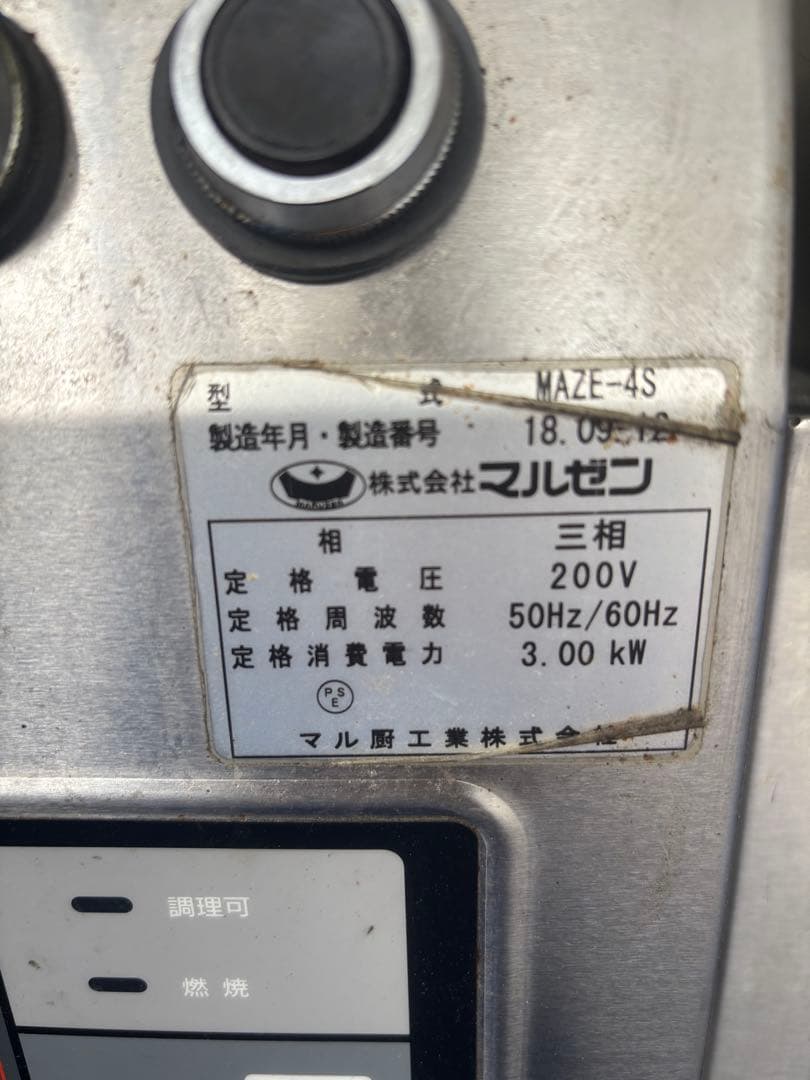 型 式 MAZE-4S
製造年月・製造番号 18.09-12
株式会社マルゼン
相 三相
定格電圧 200V
定格周波数 50Hz/60Hz
定格消費電力 3.00 kW
PSE
マル厨工業株式会社
調理可
燃焼